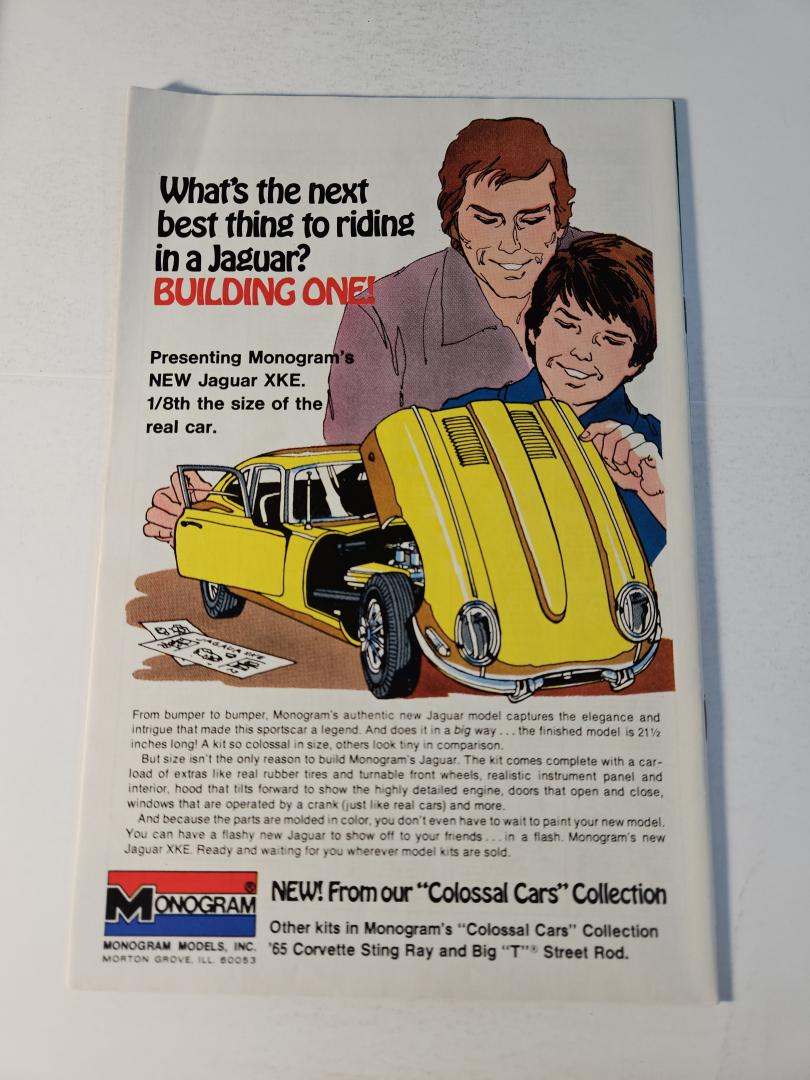 What's the next
best thing to riding
in a Jaguar?
BUILDING ONE!
Presenting Monogram's
NEW Jaguar XKE.
1/8th the size of the
real car.
JAGUAR XKE
From bumper to bumper, Monogram's authentic new Jaguar model captures the elegance and
intrigue that made this sportscar a legend. And does it in a big way . . . the finished model is 21½
inches long! A kit so colossal in size, others look tiny in comparison.
But size isn't the only reason to build Monogram's Jaguar. The kit comes complete with a car-
load of extras like real rubber tires and turnable front wheels, realistic instrument panel and
interior, hood that tilts forward to show the highly detailed engine, doors that open and close,
windows that are operated by a crank (just like real cars) and more.
And because the parts are molded in color, you don't even have to wait to paint your new model.
You can have a flashy new Jaguar to show off to your friends . . . in a flash. Monogram's new
Jaguar XKE. Ready and waiting for you wherever model kits are sold.
MONOGRAM®
MONOGRAM MODELS, INC.
MORTON GROVE, ILL. 60053
NEW! From our "Colossal Cars" Collection
Other kits in Monogram's "Colossal Cars" Collection
'65 Corvette Sting Ray and Big "T"® Street Rod.